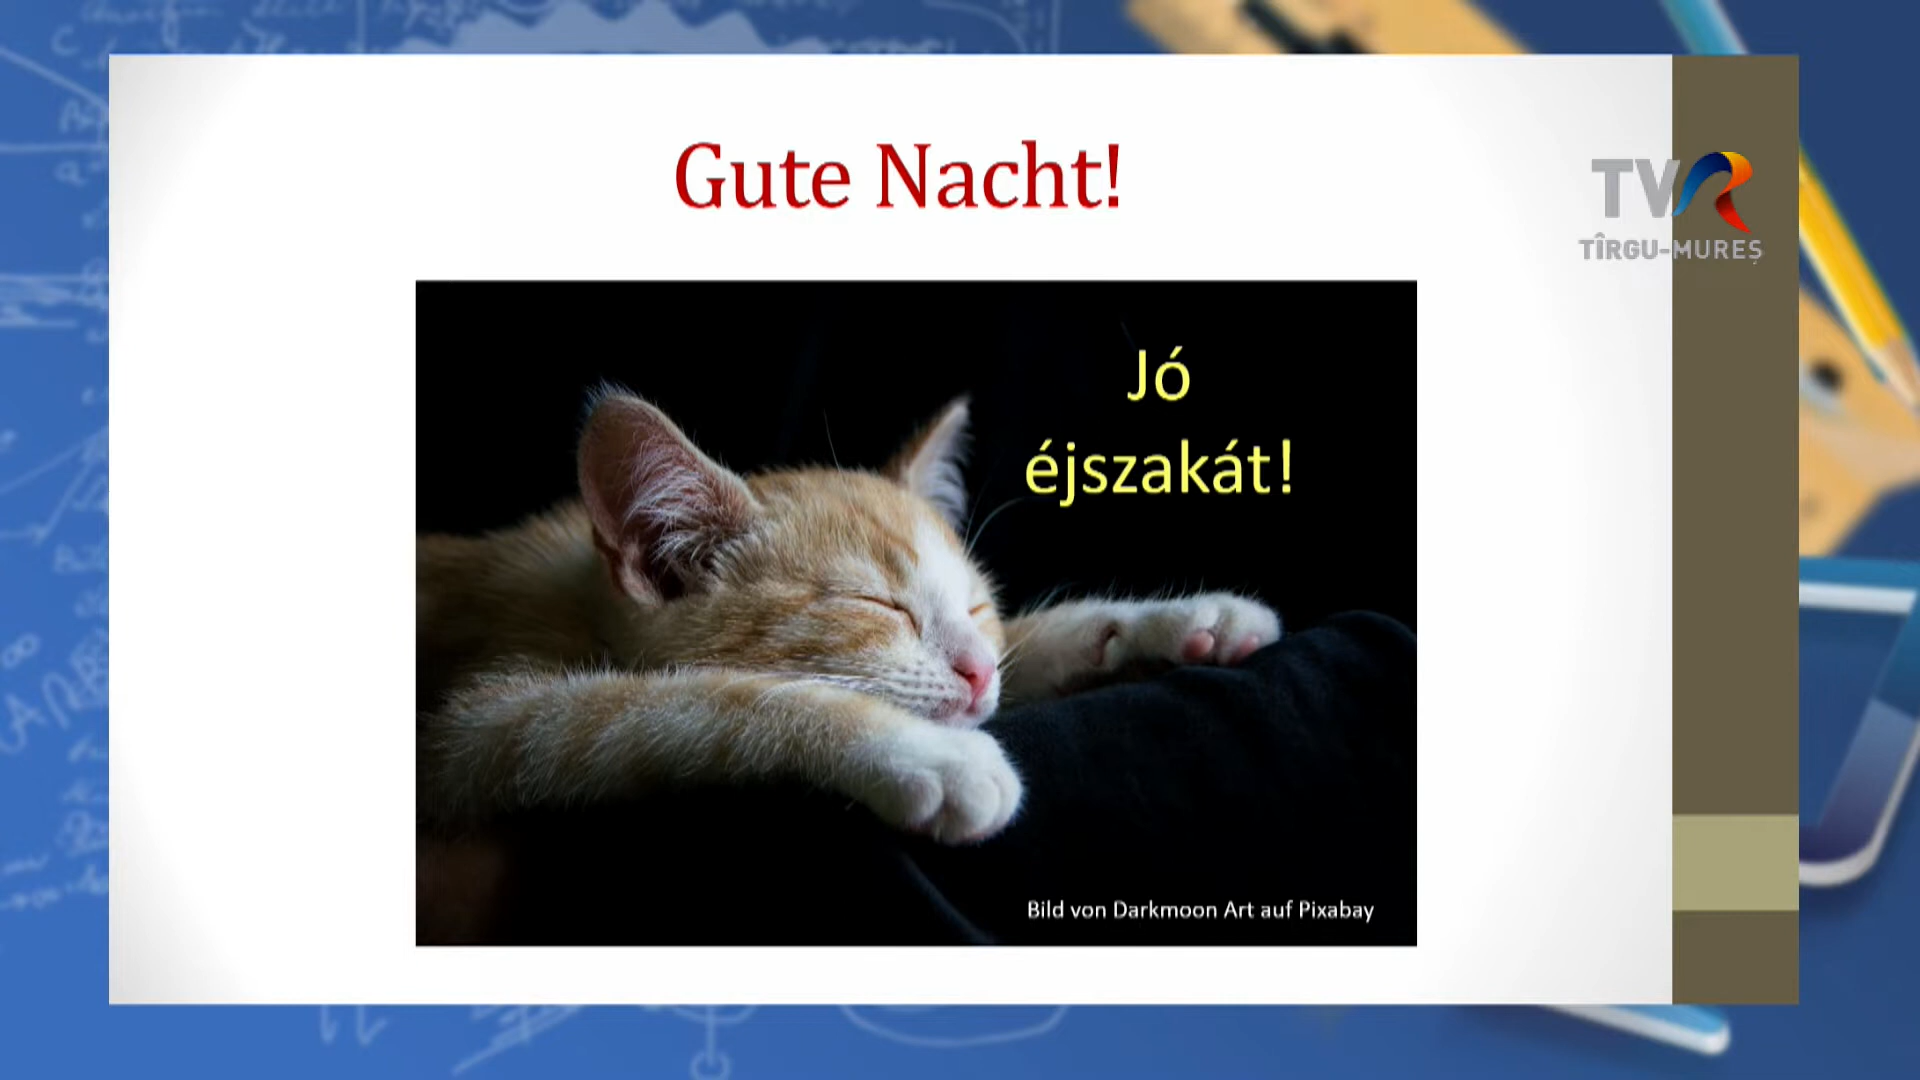 Gute Nacht!
TVR
TÎRGU-MUREȘ
Jó
éjszakát!
Bild von Darkmoon Art auf Pixabay